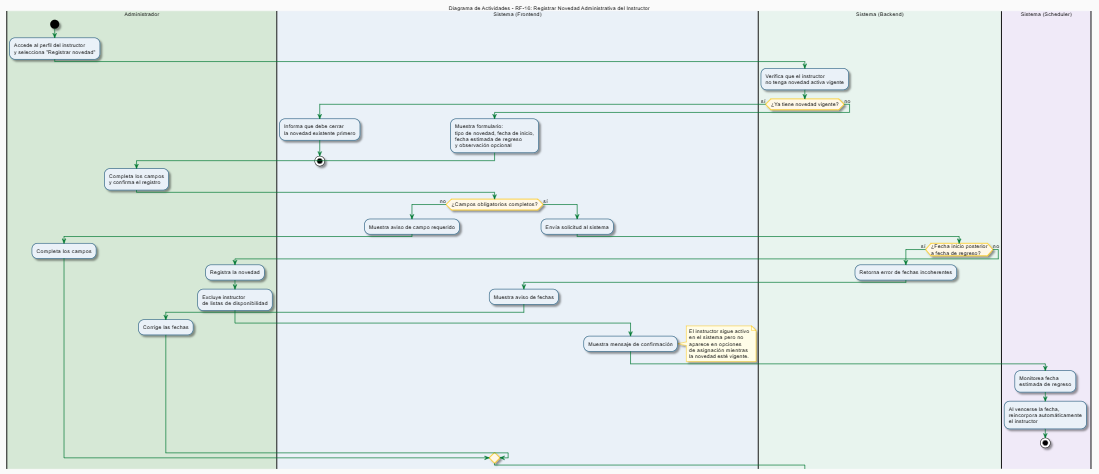 Diagrama de Actividades - RF-10: Registrar Novedad Administrativa del Instructor
Administrador
Sistema (Frontend)
Sistema (Backend)
Sistema (Scheduler)
Accede al perfil del instructor
y selecciona "Registrar novedad"
Verifica que el instructor
no tenga novedad activa vigente
sí
¿Ya tiene novedad vigente?
no
Informa que debe cerrar
la novedad existente primero
Muestra formulario:
tipo de novedad, fecha de inicio,
fecha estimada de regreso
y observación opcional
Completa los campos
y confirma el registro
no
¿Campos obligatorios completos?
sí
Muestra aviso de campo requerido
Envía solicitud al sistema
Completa los campos
sí
¿Fecha inicio posterior
a fecha de regreso?
no
Registra la novedad
Retorna error de fechas incoherentes
Excluye instructor
de listas de disponibilidad
Muestra aviso de fechas
Corrige las fechas
Muestra mensaje de confirmación
El instructor sigue activo
en el sistema pero no
aparece en opciones
de asignación mientras
la novedad esté vigente.
Monitorea fecha
estimada de regreso
Al vencerse la fecha,
reincorpora automáticamente
el instructor